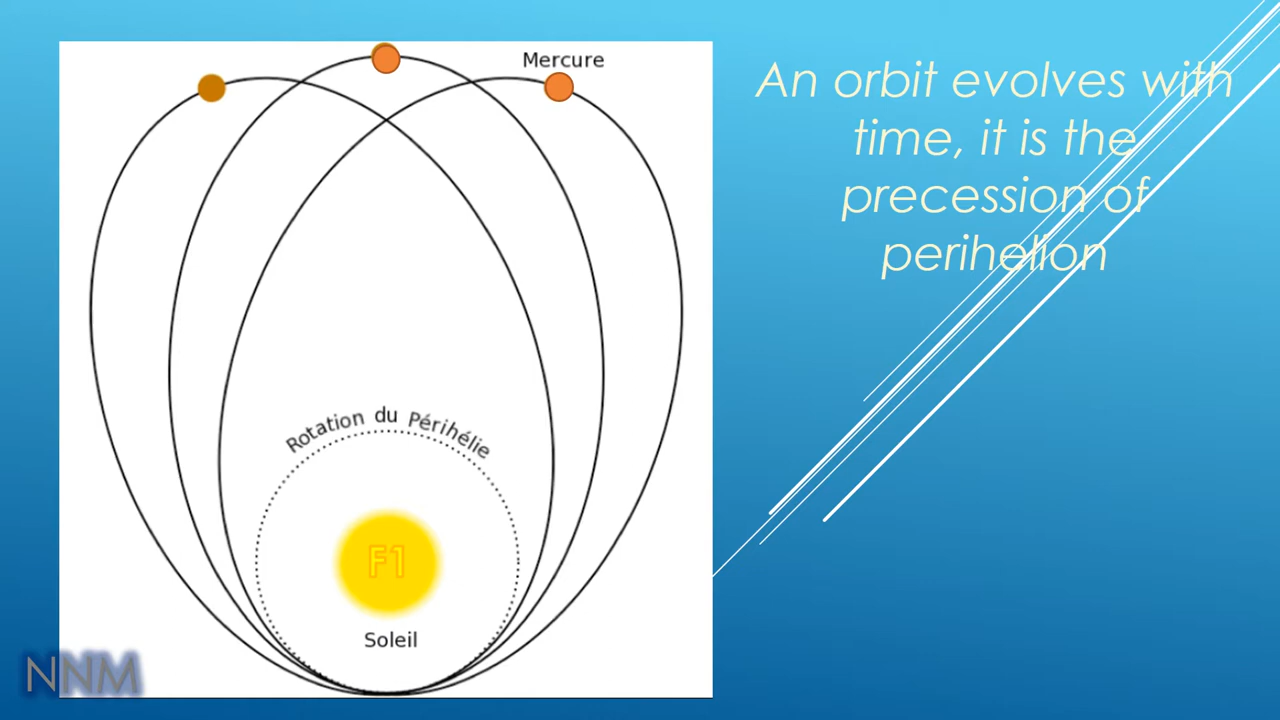 Mercure
An orbit evolves with
time, it is the
precession of
perihelion
Rotation du Périhélie
F1
Soleil
NNM